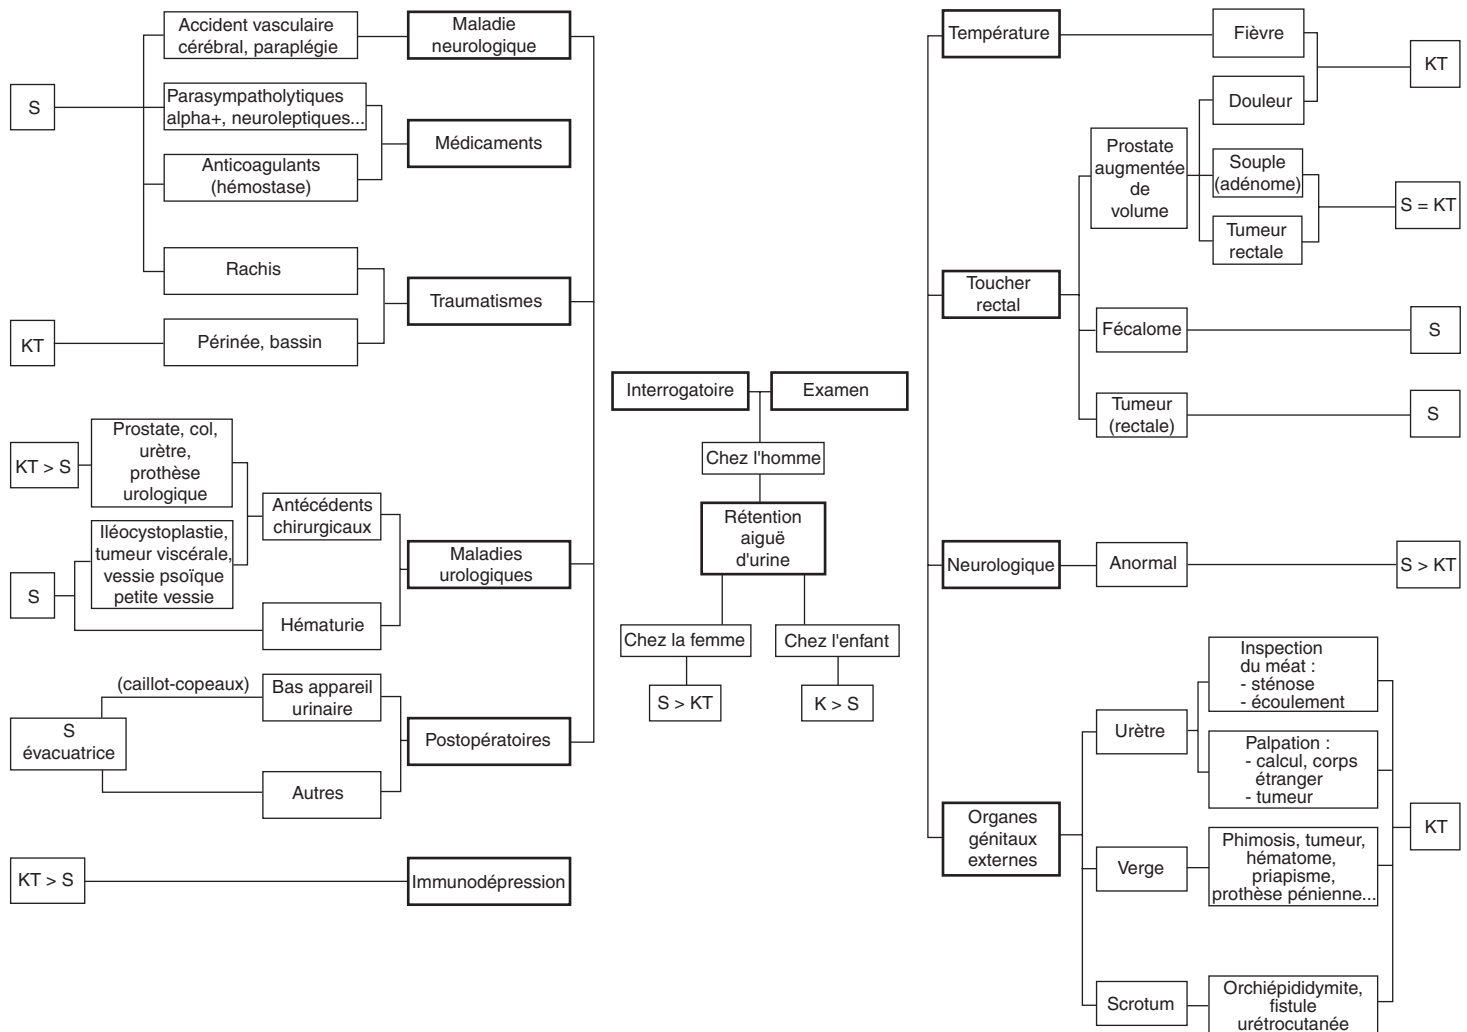 Accident vasculaire
cérébral, paraplégie
Maladie
neurologique
S
Parasympatholytiques
alpha+, neuroleptiques...
Médicaments
Anticoagulants
(hémostase)
Rachis
Traumatismes
KT
Périnée, bassin
KT > S
Prostate, col,
urètre,
prothèse
urologique
Antécédents
chirurgicaux
Iléocystoplastie,
tumeur viscérale,
vessie psoïque
petite vessie
Maladies
urologiques
S
Hématurie
(caillot-copeaux)
Bas appareil
urinaire
S
évacuatrice
Postopératoires
Autres
KT > S
Immunodépression
Interrogatoire
Examen
Chez l'homme
Rétention
aiguë
d'urine
Chez la femme
Chez l'enfant
S > KT
K > S
Température
Fièvre
KT
Douleur
Prostate
augmentée
de
volume
Souple
(adénome)
S = KT
Tumeur
rectale
Toucher
rectal
Fécalome
S
Tumeur
(rectale)
S
Neurologique
Anormal
S > KT
Inspection
du méat :
- sténose
- écoulement
Urètre
Palpation :
- calcul, corps
étranger
- tumeur
Organes
génitaux
externes
KT
Verge
Phimosis, tumeur,
hématome,
priapisme,
prothèse pénienne...
Scrotum
Orchiépididymite,
fistule
urétrocutanée